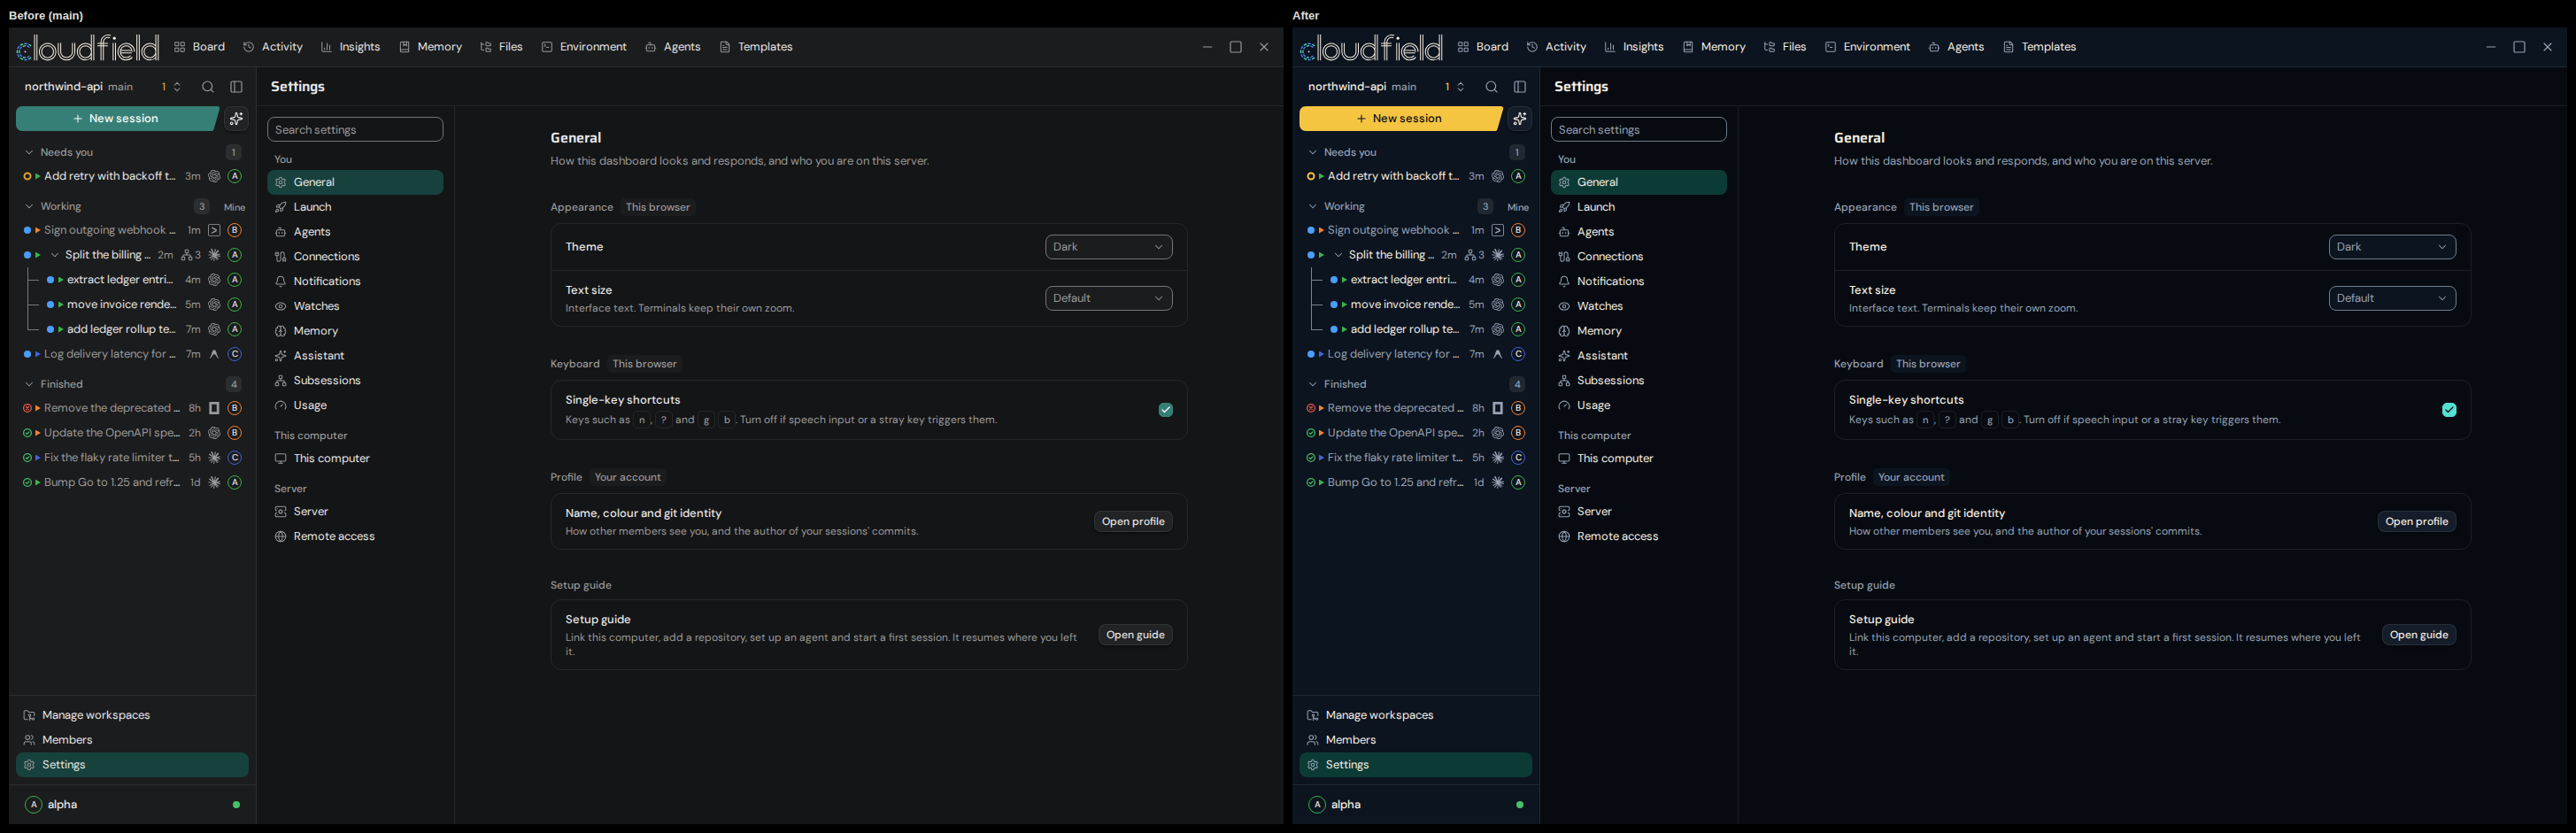 Before (main)
cloudfield Board Activity Insights Memory Files Environment Agents Templates
northwind-api main 1
Settings
+ New session
Search settings
Needs you 1
Add retry with backoff t... 3m A
Working 3 Mine
Sign outgoing webhook ... 1m B
Split the billing ... 2m 3 A
extract ledger entri... 4m A
move invoice rende... 5m A
add ledger rollup te... 7m A
Log delivery latency for ... 7m C
Finished 4
Remove the deprecated ... 8h B
Update the OpenAPI spe... 2h B
Fix the flaky rate limiter t... 5h C
Bump Go to 1.25 and refr... 1d A
Manage workspaces
Members
Settings
A alpha
You
General
Launch
Agents
Connections
Notifications
Watches
Memory
Assistant
Subsessions
Usage
This computer
This computer
Server
Server
Remote access
General
How this dashboard looks and responds, and who you are on this server.
Appearance This browser
Theme Dark
Text size Default
Interface text. Terminals keep their own zoom.
Keyboard This browser
Single-key shortcuts
Keys such as n, ? and g b. Turn off if speech input or a stray key triggers them.
Profile Your account
Name, colour and git identity
How other members see you, and the author of your sessions' commits.
Open profile
Setup guide
Setup guide
Link this computer, add a repository, set up an agent and start a first session. It resumes where you left
it.
Open guide
After
cloudfield Board Activity Insights Memory Files Environment Agents Templates
northwind-api main 1
Settings
+ New session
Search settings
Needs you 1
Add retry with backoff t... 3m A
Working 3 Mine
Sign outgoing webhook ... 1m B
Split the billing ... 2m 3 A
extract ledger entri... 4m A
move invoice rende... 5m A
add ledger rollup te... 7m A
Log delivery latency for ... 7m C
Finished 4
Remove the deprecated ... 8h B
Update the OpenAPI spe... 2h B
Fix the flaky rate limiter t... 5h C
Bump Go to 1.25 and refr... 1d A
Manage workspaces
Members
Settings
A alpha
You
General
Launch
Agents
Connections
Notifications
Watches
Memory
Assistant
Subsessions
Usage
This computer
This computer
Server
Server
Remote access
General
How this dashboard looks and responds, and who you are on this server.
Appearance This browser
Theme Dark
Text size Default
Interface text. Terminals keep their own zoom.
Keyboard This browser
Single-key shortcuts
Keys such as n, ? and g b. Turn off if speech input or a stray key triggers them.
Profile Your account
Name, colour and git identity
How other members see you, and the author of your sessions' commits.
Open profile
Setup guide
Setup guide
Link this computer, add a repository, set up an agent and start a first session. It resumes where you left
it.
Open guide